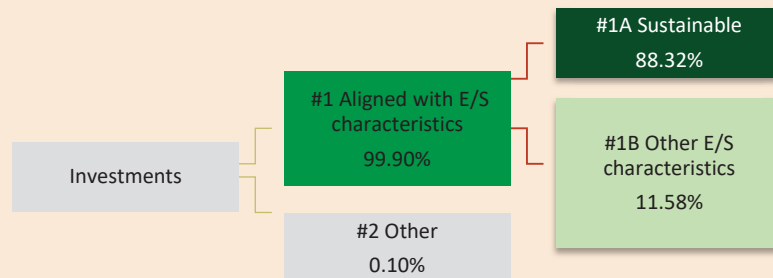 Investments
#1 Aligned with E/S
characteristics
99.90%
#2 Other
0.10%
#1A Sustainable
88.32%
#1B Other E/S
characteristics
11.58%